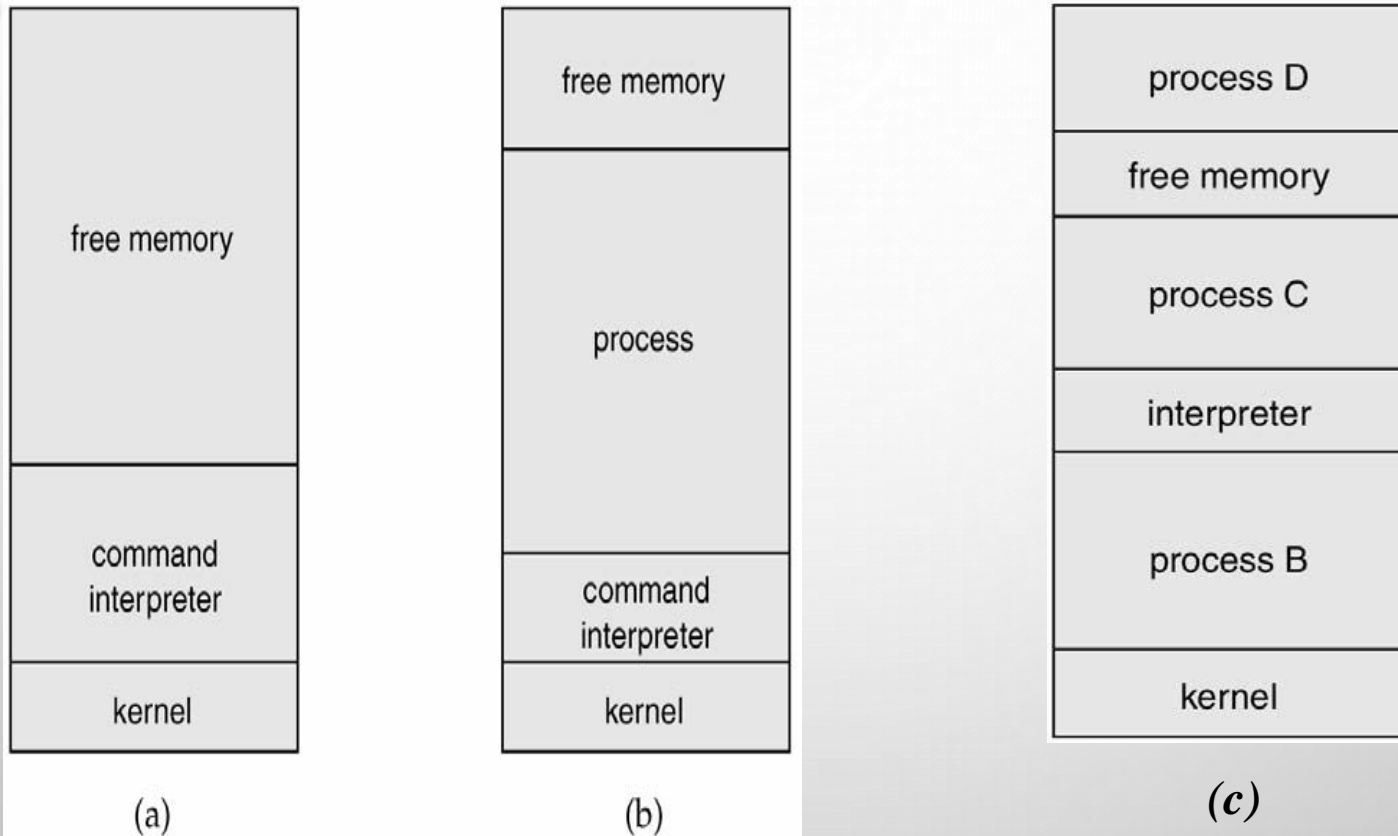 free memory
command
interpreter
kernel
(a)
free memory
process
command
interpreter
kernel
(b)
process D
free memory
process C
interpreter
process B
kernel
(c)